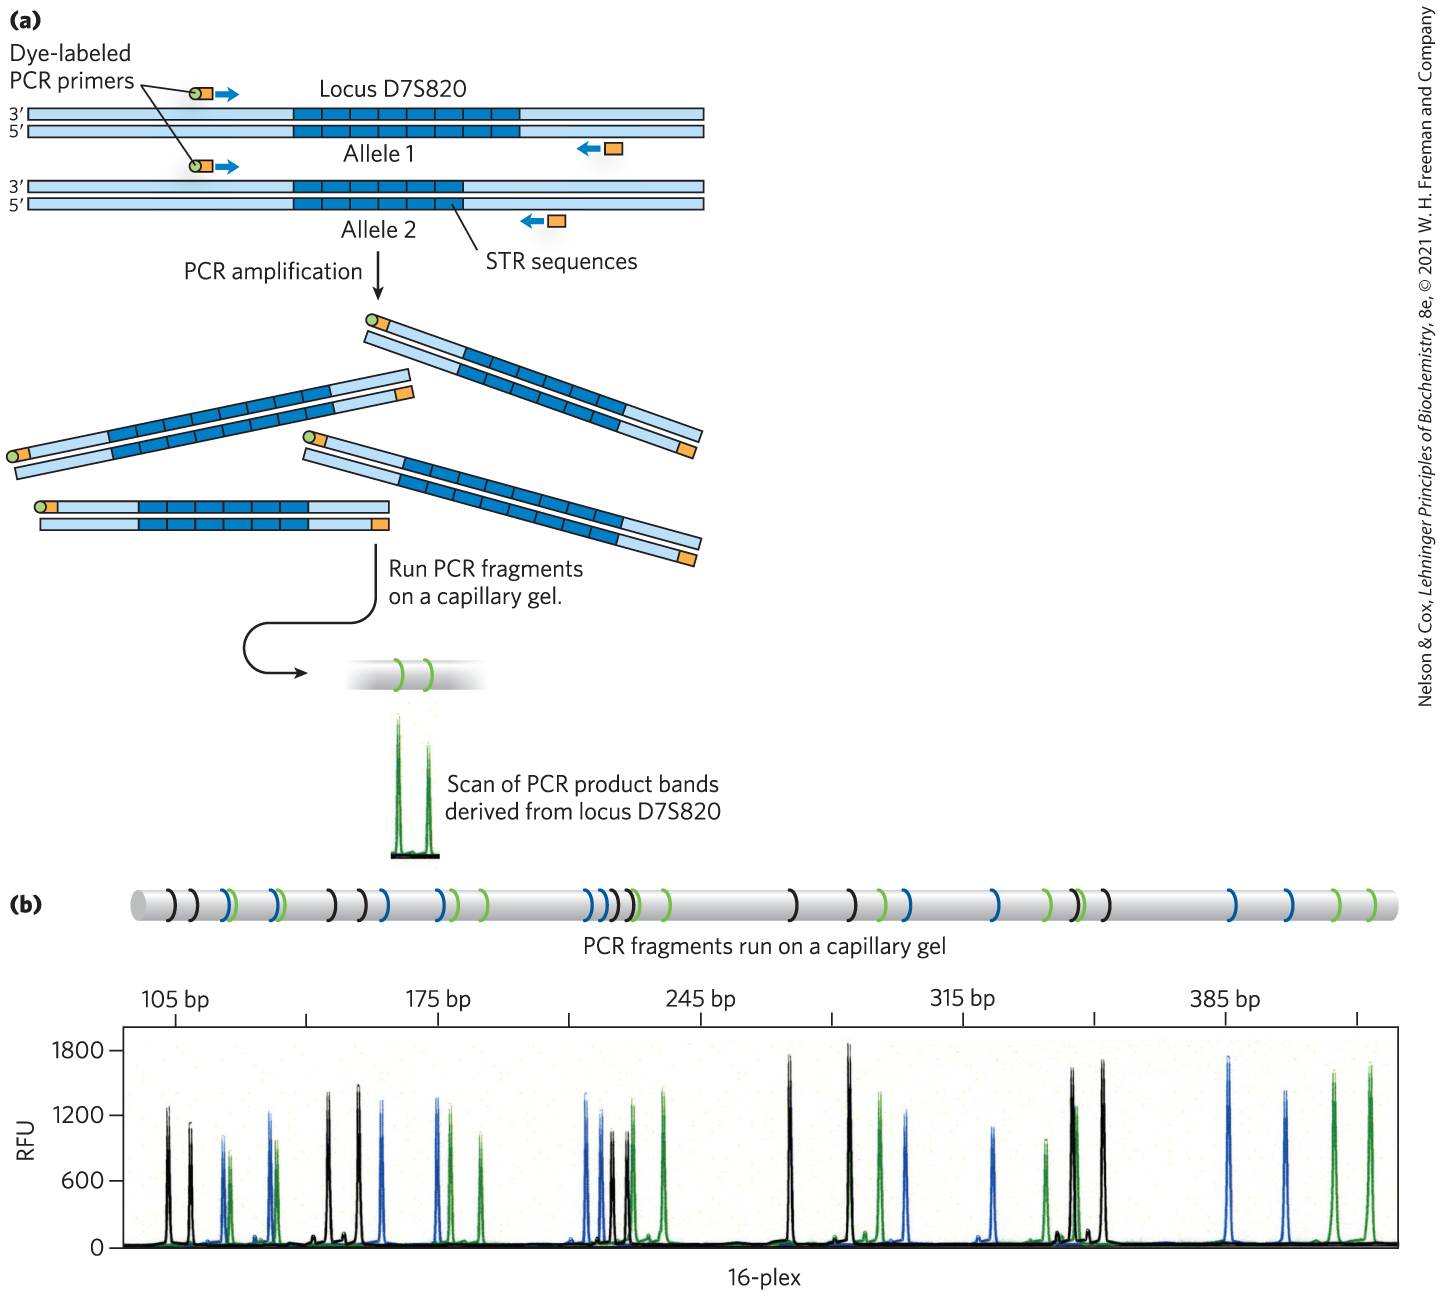 (a)
Dye-labeled
PCR primers
Locus D7S820
3′
5′
Allele 1
3′
5′
Allele 2
STR sequences
PCR amplification
Run PCR fragments
on a capillary gel.
Scan of PCR product bands
derived from locus D7S820
(b)
PCR fragments run on a capillary gel
105 bp 175 bp 245 bp 315 bp 385 bp
1800
1200
600
0
RFU
16-plex
Nelson & Cox, Lehninger Principles of Biochemistry, 8e, © 2021 W. H. Freeman and Company